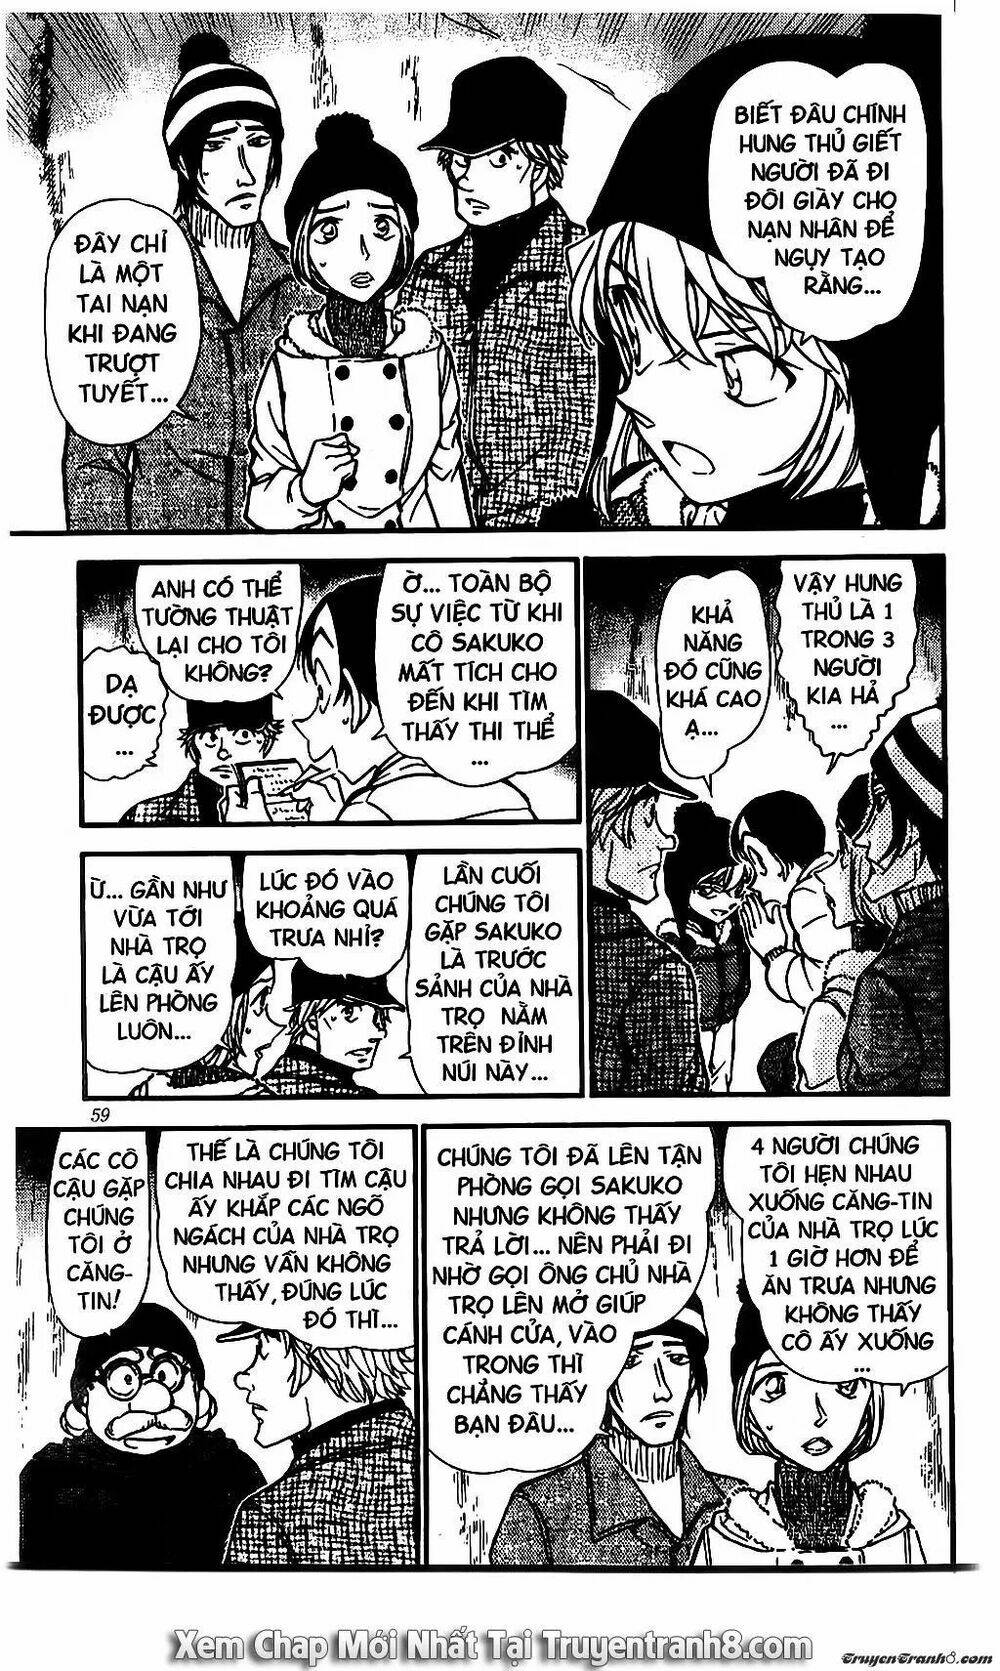 BIẾT ĐÂU CHÍNH
HUNG THỦ GIẾT
NGƯỜI ĐÃ ĐI
ĐÔI GIÀY CHO
NẠN NHÂN ĐỂ
NGỤY TẠO
RẰNG...
ĐÂY CHỈ
LÀ MỘT
TAI NẠN
KHI ĐANG
TRƯỢT
TUYẾT...
VẬY HUNG
THỦ LÀ 1
TRONG 3
NGƯỜI
KIA HẢ
...
KHẢ
NĂNG
ĐÓ CŨNG
KHÁ CAO
Ạ...
Ờ... TOÀN BỘ
SỰ VIỆC TỪ KHI
CÔ SAKUKO
MẤT TÍCH CHO
ĐẾN KHI TÌM
THẤY THI THỂ
...
ANH CÓ THỂ
TƯỜNG THUẬT
LẠI CHO TÔI
KHÔNG?
DẠ
ĐƯỢC
...
LẦN CUỐI
CHÚNG TÔI
GẶP SAKUKO
LÀ TRƯỚC
SẢNH CỦA NHÀ
TRỌ NẰM
TRÊN ĐỈNH
NÚI NÀY...
LÚC ĐÓ VÀO
KHOẢNG QUÁ
TRƯA NHỈ?
Ừ... GẦN NHƯ
VỪA TỚI
NHÀ TRỌ
LÀ CẬU ẤY
LÊN PHÒNG
LUÔN...
59
4 NGƯỜI CHÚNG
TÔI HẸN NHAU
XUỐNG CĂNG-TIN
CỦA NHÀ TRỌ LÚC
1 GIỜ HƠN ĐỂ
ĂN TRƯA NHƯNG
KHÔNG THẤY
CÔ ẤY XUỐNG
...
CHÚNG TÔI ĐÃ LÊN TẬN
PHÒNG GỌI SAKUKO
NHƯNG KHÔNG THẤY
TRẢ LỜI... NÊN PHẢI ĐI
NHỜ GỌI ÔNG CHỦ NHÀ
TRỌ LÊN MỞ GIÚP
CÁNH CỬA, VÀO
TRONG THÌ
CHẲNG THẤY
BẠN ĐÂU...
THẾ LÀ CHÚNG TÔI
CHIA NHAU ĐI TÌM CẬU
ẤY KHẮP CÁC NGÕ
NGÁCH CỦA NHÀ TRỌ
NHƯNG VẪN KHÔNG
THẤY, ĐÚNG LÚC
ĐÓ THÌ...
CÁC CÔ
CẬU GẶP
CHÚNG
TÔI Ở
CĂNG-
TIN!
Xem Chap Mới Nhất Tại Truyentranh8.com
TruyenTranh8.com